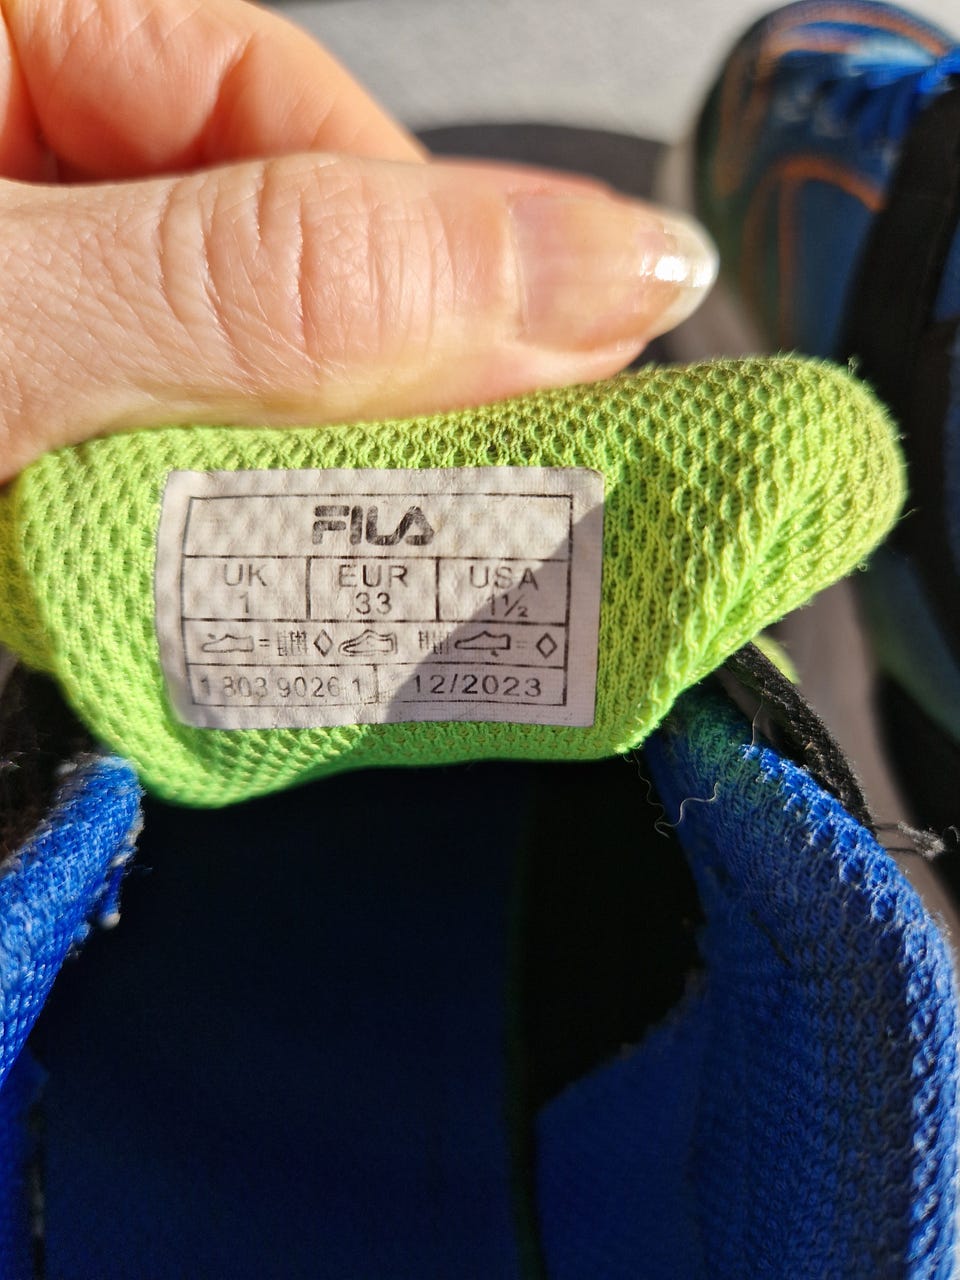 FILA
UK EUR USA
1 33 1½
1 803 9026 1 12/2023